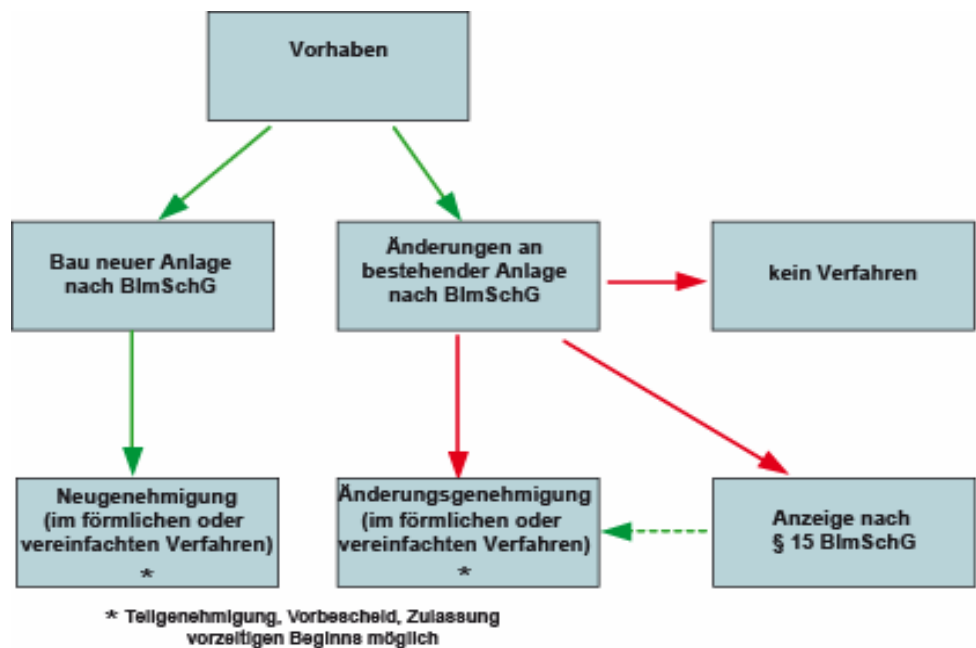 Vorhaben
Bau neuer Anlage
nach BImSchG
Änderungen an
bestehender Anlage
nach BImSchG
kein Verfahren
Neugenehmigung
(im förmlichen oder
vereinfachten Verfahren)
*
Änderungsgenehmigung
(im förmlichen oder
vereinfachten Verfahren)
*
Anzeige nach
§ 15 BImSchG
* Teilgenehmigung, Vorbescheid, Zulassung
vorzeitigen Beginns möglich